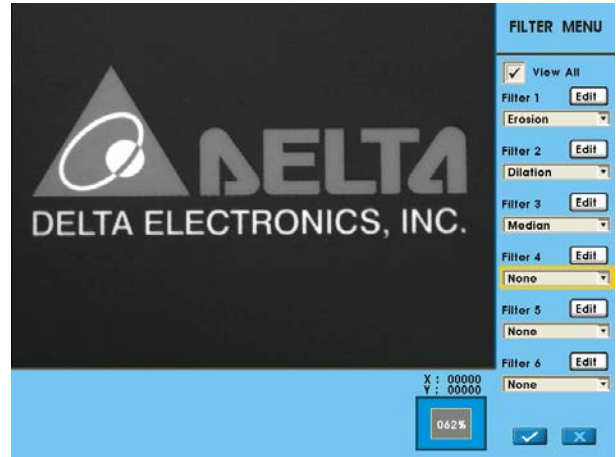 DELTA
DELTA ELECTRONICS, INC.
FILTER MENU
View All
Filter 1 Edit
Erosion
Filter 2 Edit
Dilation
Filter 3 Edit
Median
Filter 4 Edit
None
Filter 5 Edit
None
Filter 6 Edit
None
X : 00000
Y : 00000
062%